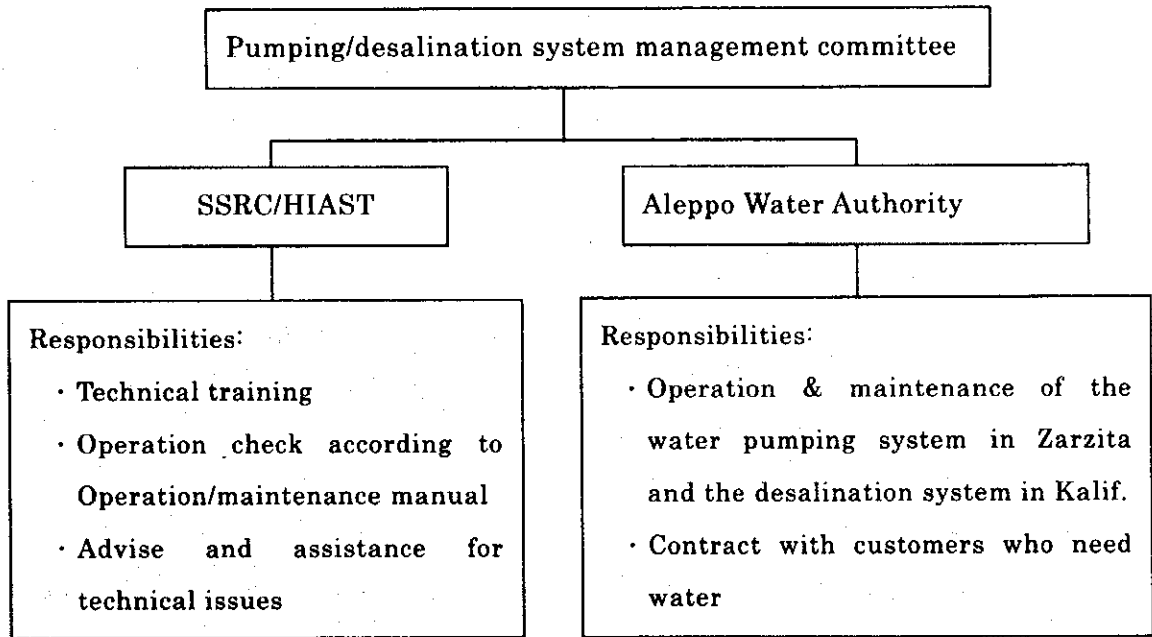 Pumping/desalination system management committee
SSRC/HIAST
Aleppo Water Authority
Responsibilities:
· Technical training
· Operation check according to
Operation/maintenance manual
· Advise and assistance for
technical issues
Responsibilities:
· Operation & maintenance of the
water pumping system in Zarzita
and the desalination system in Kalif.
· Contract with customers who need
water